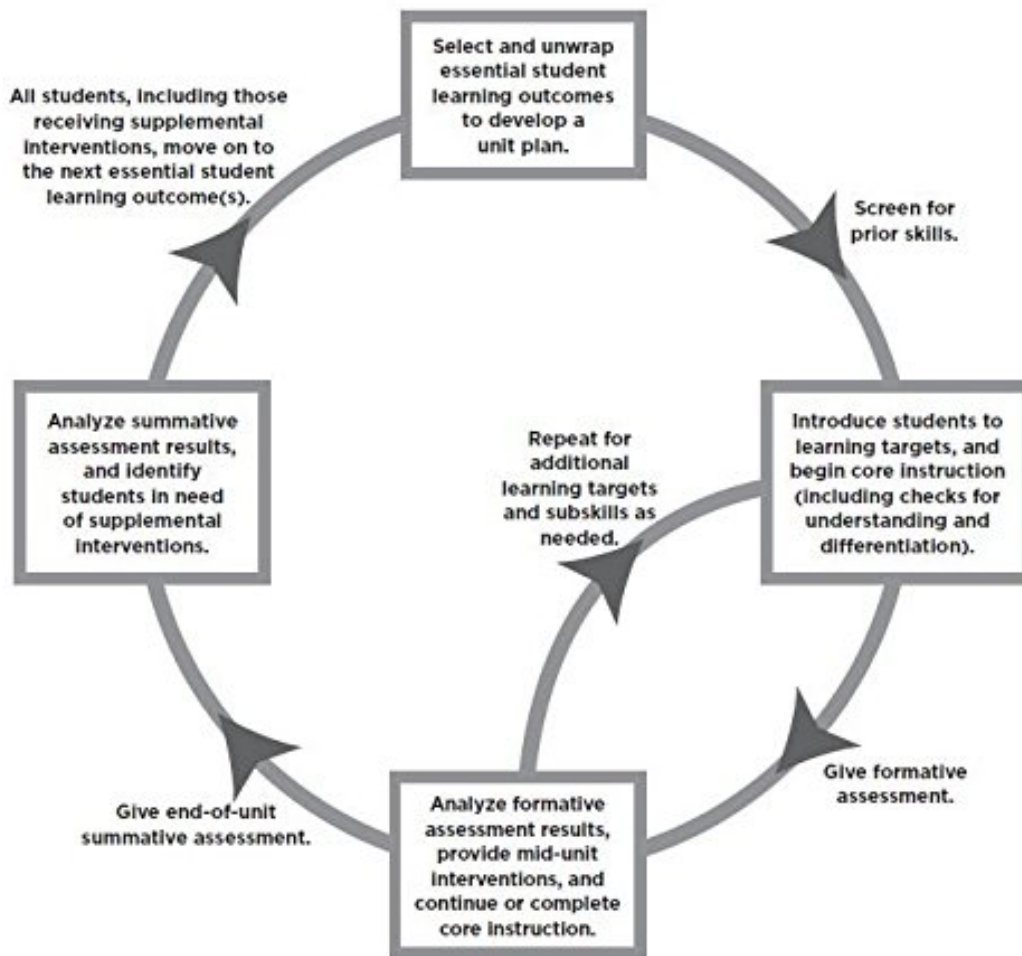 Select and unwrap
essential student
learning outcomes
to develop a
unit plan.
Screen for
prior skills.
Introduce students to
learning targets, and
begin core instruction
(including checks for
understanding and
differentiation).
Give formative
assessment.
Analyze formative
assessment results,
provide mid-unit
interventions, and
continue or complete
core instruction.
Repeat for
additional
learning targets
and subskills as
needed.
Give end-of-unit
summative assessment.
Analyze summative
assessment results,
and identify
students in need
of supplemental
interventions.
All students, including those
receiving supplemental
interventions, move on to
the next essential student
learning outcome(s).